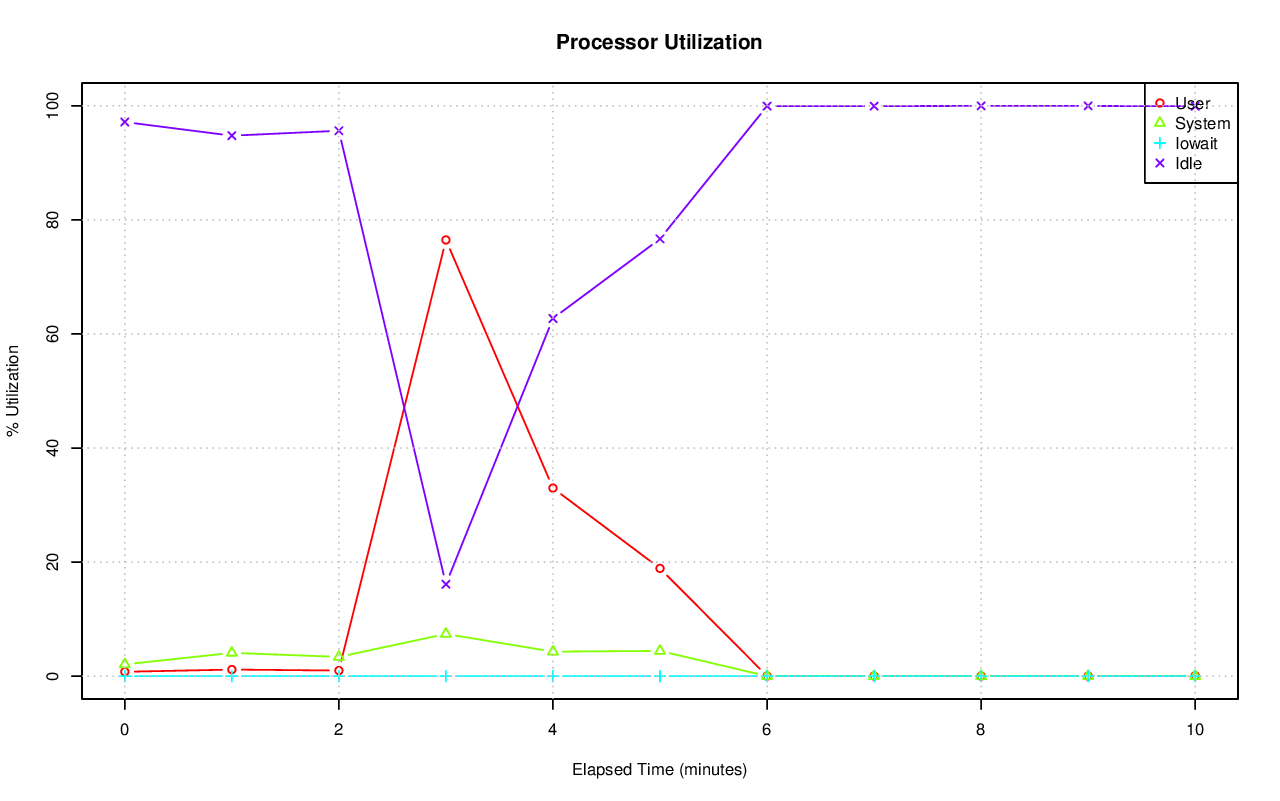 Processor Utilization
% Utilization
100
80
60
40
20
0
User
System
Iowait
Idle
0 2 4 6 8 10
Elapsed Time (minutes)